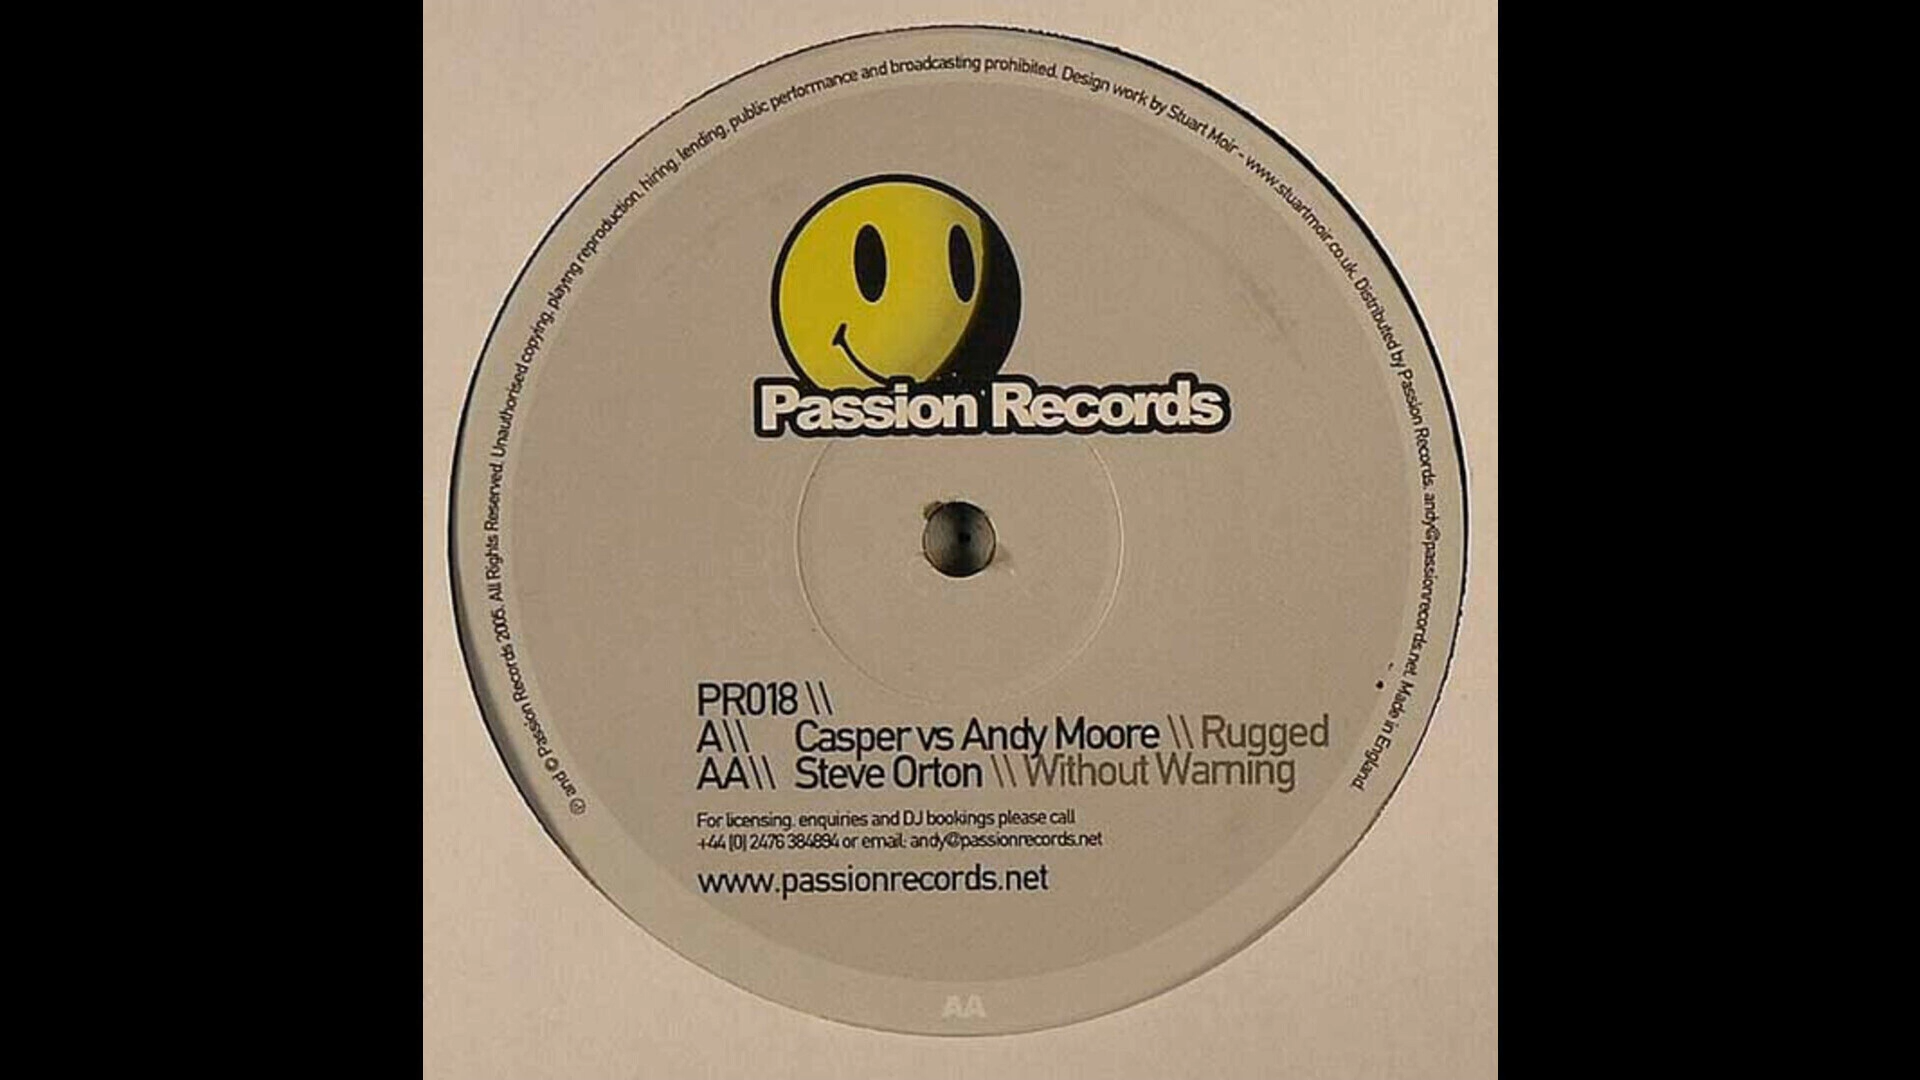 ℗ and © Passion Records 2005. All Rights Reserved. Unauthorised copying, playing reproduction, hiring, lending, public performance and broadcasting prohibited. Design work by Stuart Moir - www.stuartmoir.co.uk. Distributed by Passion Records. andy@passionrecords.net. Made in England.
Passion Records
PR018 \\
A\\ Casper vs Andy Moore \\ Rugged
AA\\ Steve Orton \\ Without Warning
For licensing, enquiries and DJ bookings please call
+44 (0) 2476 384894 or email: andy@passionrecords.net
www.passionrecords.net
AA